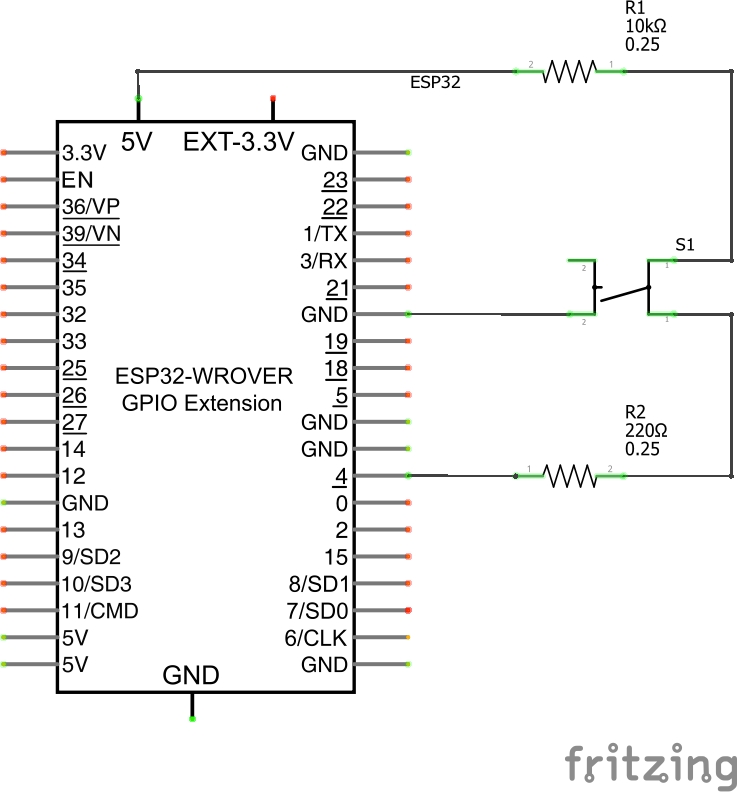 R1
10kΩ
0.25
2
1
ESP32
5V
EXT-3.3V
3.3V
GND
EN
23
36/VP
22
39/VN
1/TX
34
3/RX
S1
2
1
35
21
32
GND
2
1
33
19
25
18
ESP32-WROVER
26
5
GPIO Extension
27
GND
R2
220Ω
0.25
14
GND
12
4
1
2
GND
0
13
2
9/SD2
15
10/SD3
8/SD1
11/CMD
7/SD0
5V
6/CLK
5V
GND
GND
fritzing